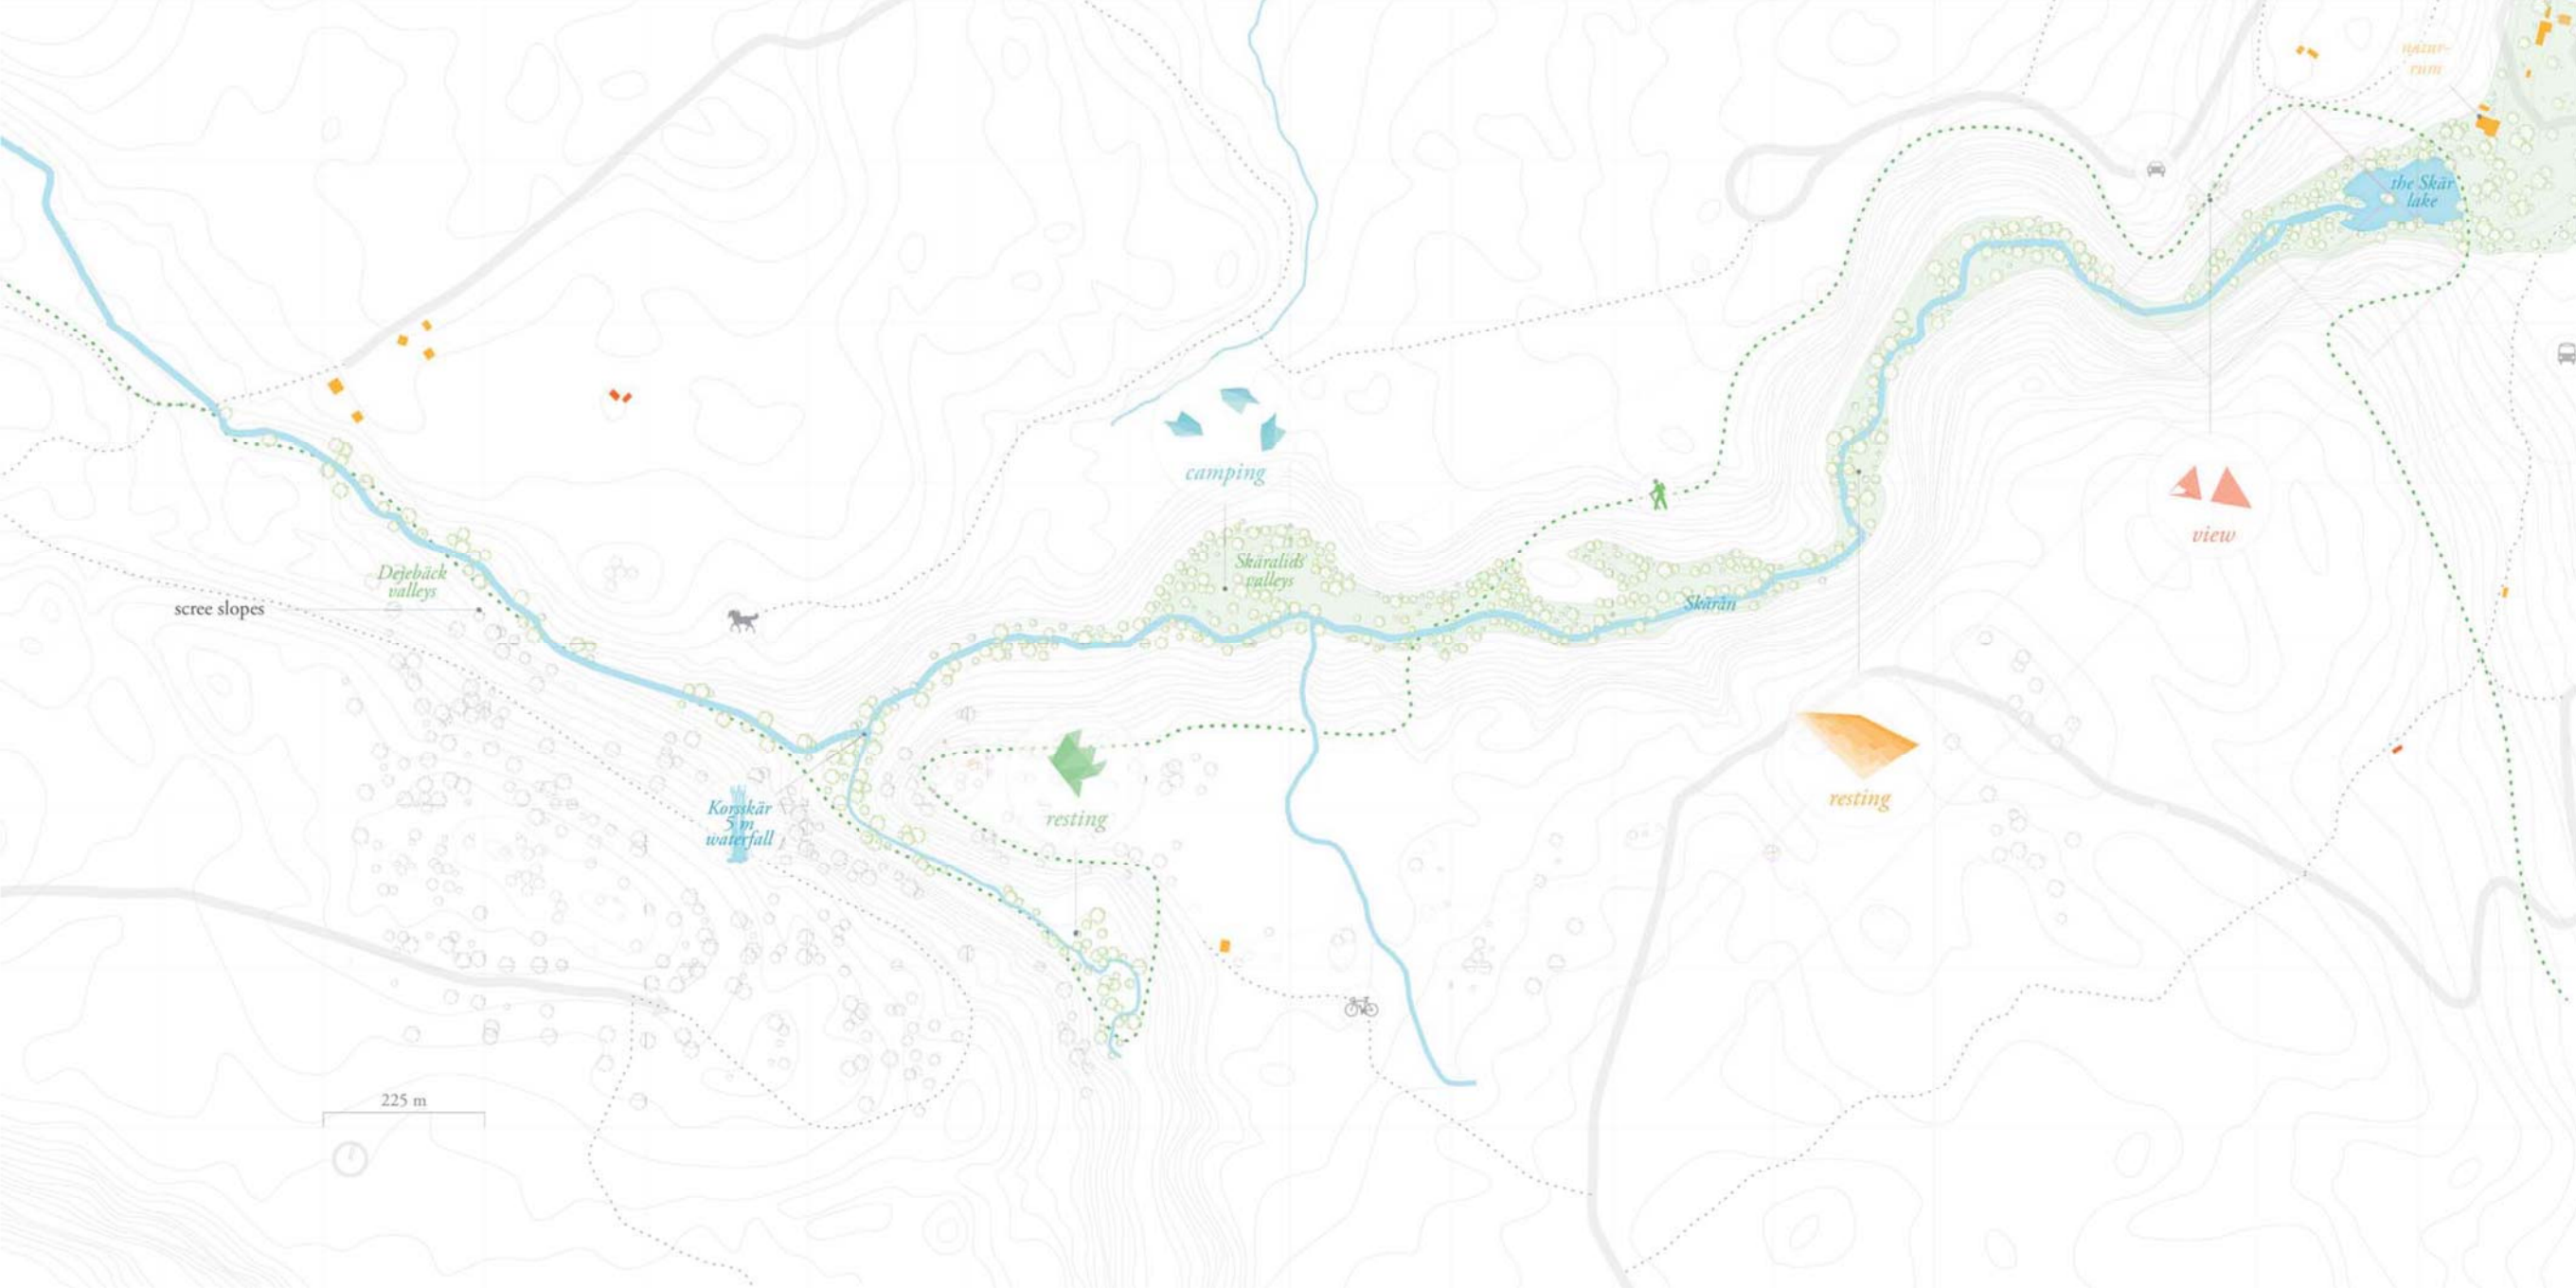 natur-
rum
the Skär
lake
camping
view
Skäralids
valleys
Dejebäck
valleys
scree slopes
Skärån
resting
Korsskär
5 m
waterfall
resting
225 m